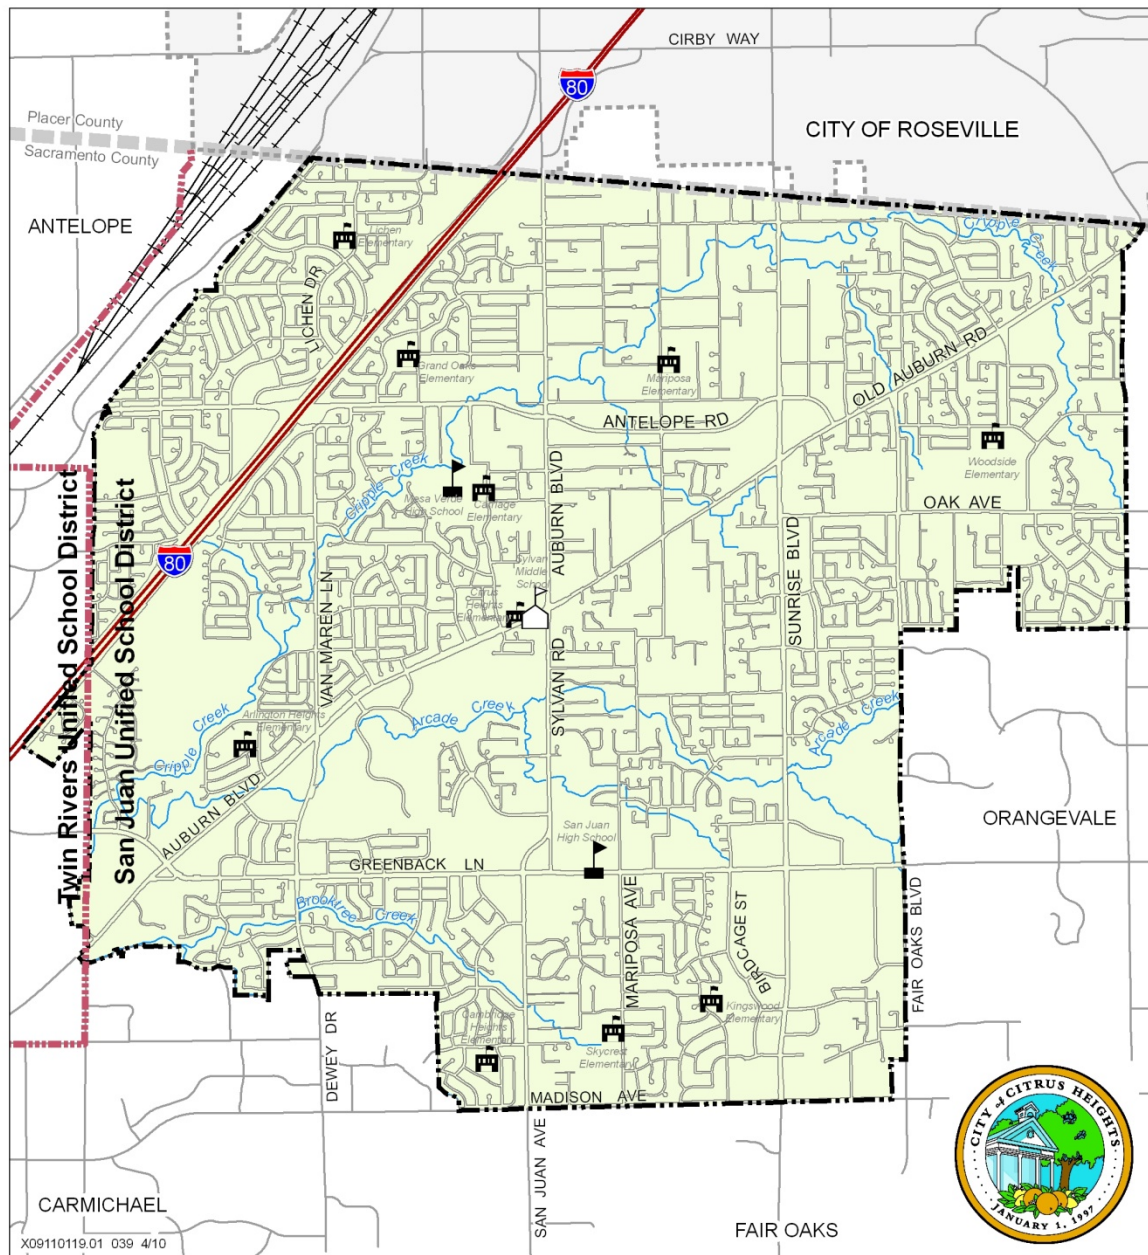 CIRBY WAY
80
Placer County
Sacramento County
CITY OF ROSEVILLE
ANTELOPE
Lichen
Elementary
Cripple Creek
LICHEN DR
Grand Oaks
Elementary
Mariposa
Elementary
OLD AUBURN RD
ANTELOPE RD
Woodside
Elementary
Cripple Creek
Mesa Verde
High School
Carriage
Elementary
AUBURN BLVD
OAK AVE
Twin Rivers Unified School District
San Juan Unified School District
80
Sylvan
Middle
School
Citrus
Heights
Elementary
VAN MAREN LN
SUNRISE BLVD
SYLVAN RD
Arlington Heights
Elementary
Arcade Creek
Arcade Creek
Cripple Creek
AUBURN BLVD
San Juan
High School
ORANGEVALE
GREENBACK LN
Brooktree Creek
MARIPOSA AVE
BIRDCAGE ST
FAIR OAKS BLVD
Kingswood
Elementary
Cambridge
Heights
Elementary
Skycrest
Elementary
DEWEY DR
MADISON AVE
SAN JUAN AVE
CITY of CITRUS HEIGHTS
JANUARY 1, 1997
CARMICHAEL
FAIR OAKS
X09110119.01 039 4/10